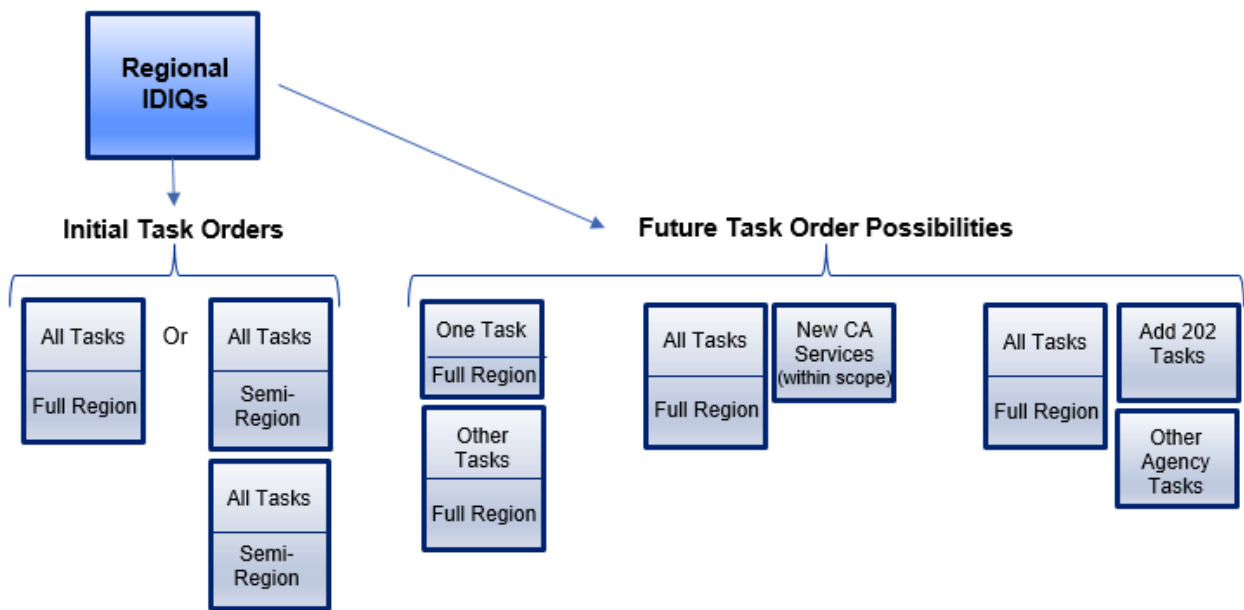 Regional
IDIQs
Initial Task Orders
Future Task Order Possibilities
All Tasks
Full Region
Or
All Tasks
Semi-
Region
All Tasks
Semi-
Region
One Task
Full Region
Other
Tasks
Full Region
All Tasks
Full Region
New CA
Services
(within scope)
All Tasks
Full Region
Add 202
Tasks
Other
Agency
Tasks